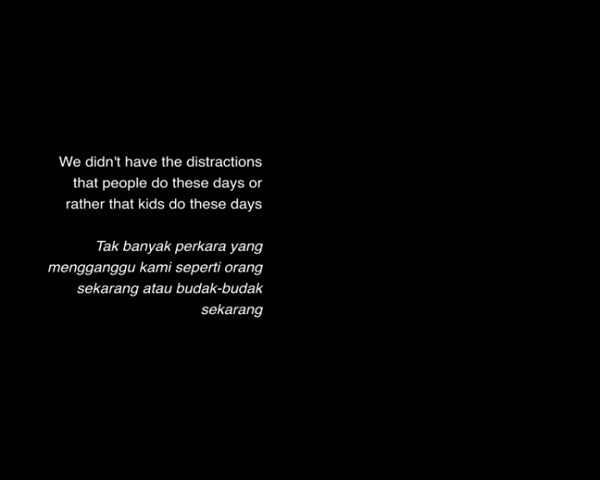 We didn't have the distractions
that people do these days or
rather that kids do these days
Tak banyak perkara yang
mengganggu kami seperti orang
sekarang atau budak-budak
sekarang